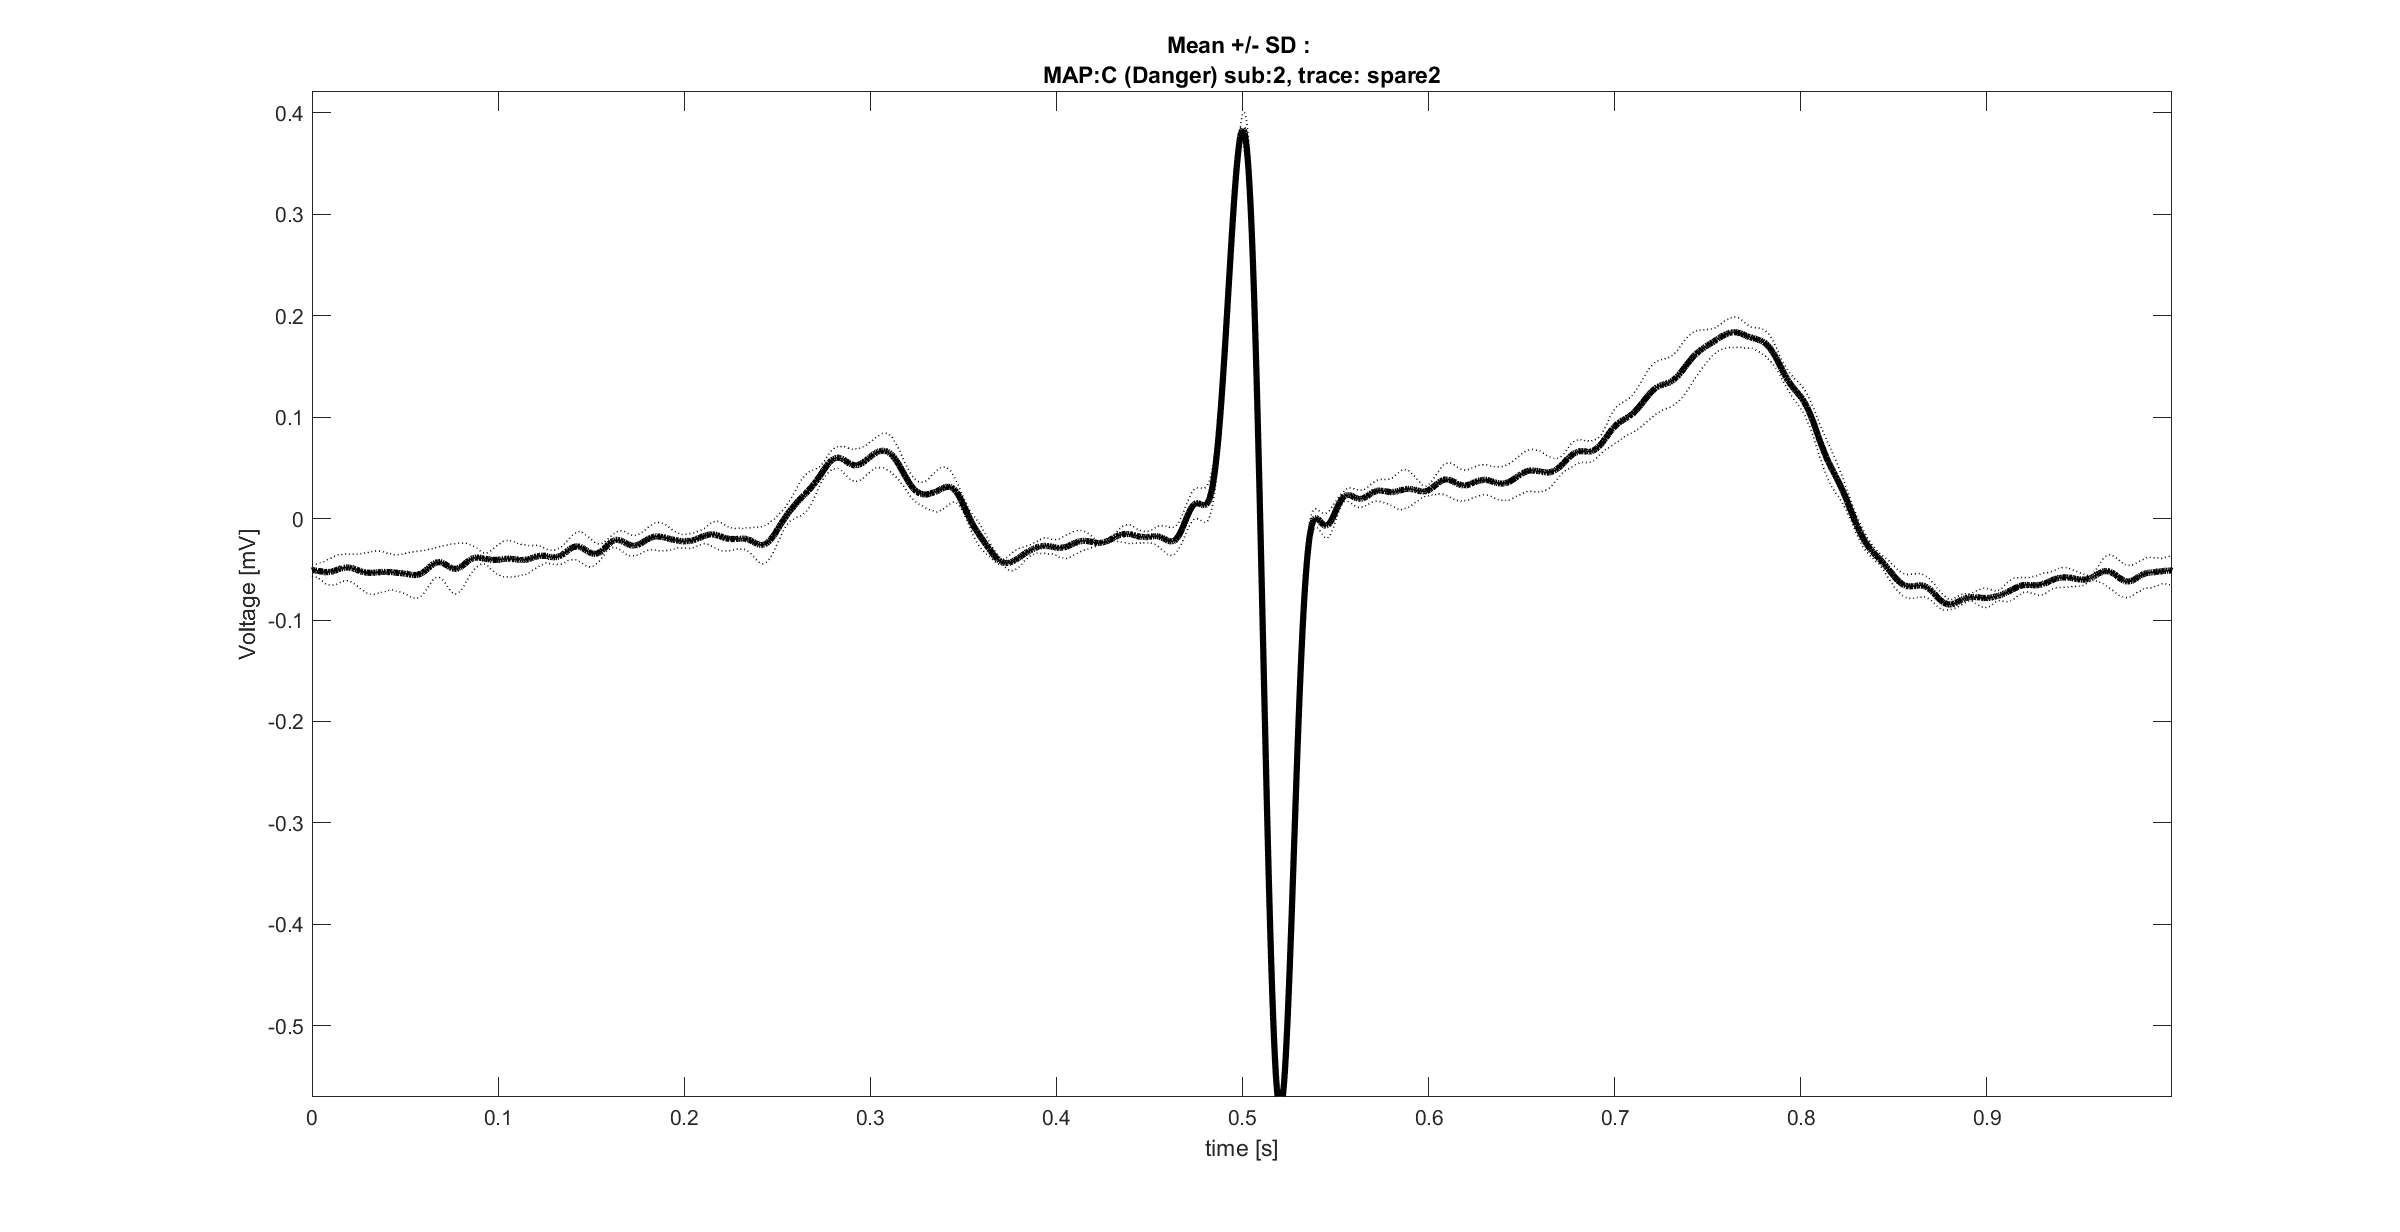 Mean +/- SD :
MAP:C (Danger) sub:2, trace: spare2
0.4
0.3
0.2
0.1
0
-0.1
-0.2
-0.3
-0.4
-0.5
Voltage [mV]
0 0.1 0.2 0.3 0.4 0.5 0.6 0.7 0.8 0.9
time [s]